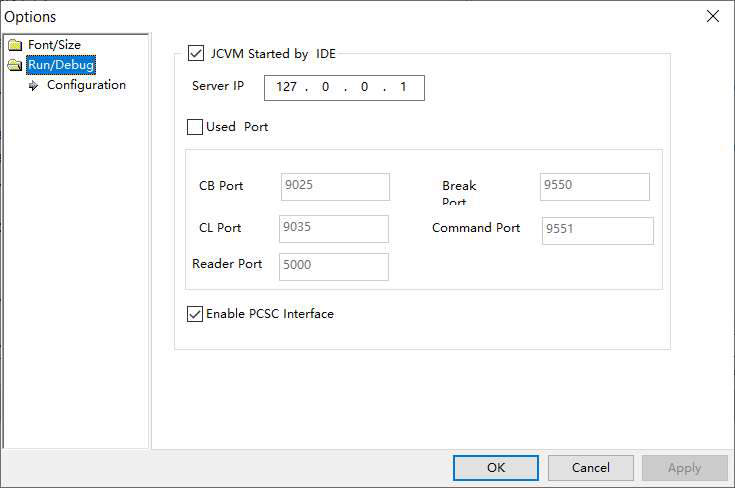 Options
Font/Size
Run/Debug
Configuration
JCVM Started by IDE
Server IP 127 . 0 . 0 . 1
Used Port
CB Port 9025
Break Port 9550
CL Port 9035
Command Port 9551
Reader Port 5000
Enable PCSC Interface
OK Cancel Apply